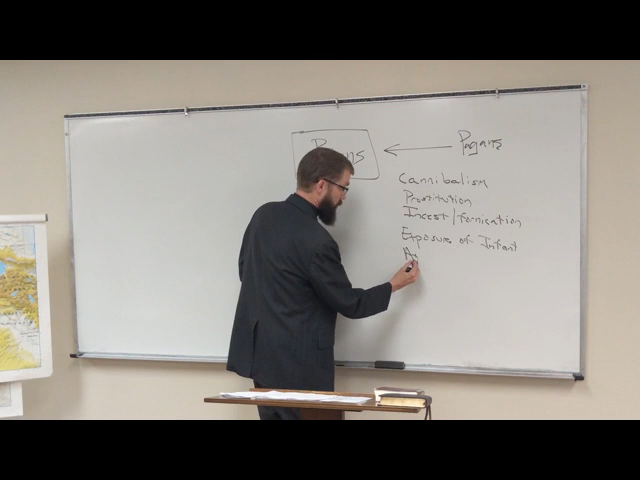 Pagans
Cannibalism
Prostitution
Incest/fornication
Exposure of Infant